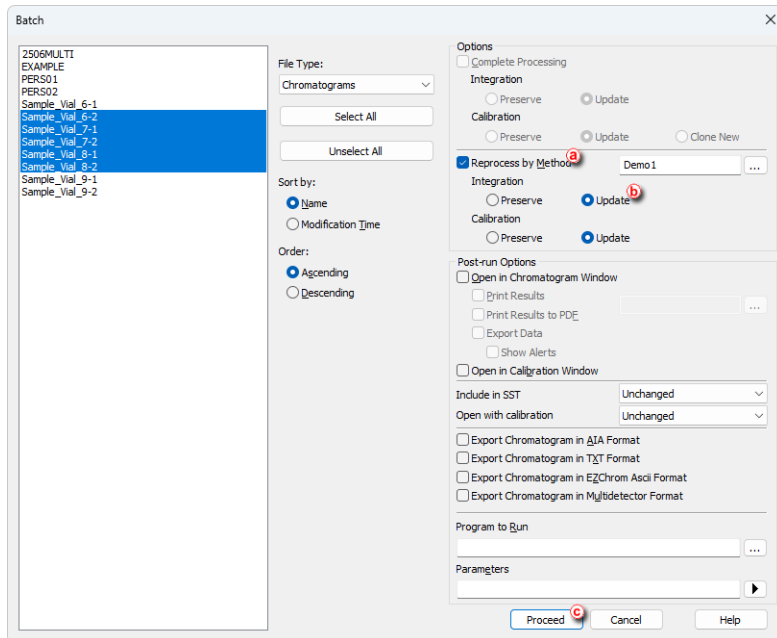 Batch
2506MULTI
EXAMPLE
PERS01
PERS02
Sample_Vial_6-1
Sample_Vial_6-2
Sample_Vial_7-1
Sample_Vial_7-2
Sample_Vial_8-1
Sample_Vial_8-2
Sample_Vial_9-1
Sample_Vial_9-2
File Type:
Chromatograms
Select All
Unselect All
Sort by:
Name
Modification Time
Order:
Ascending
Descending
Options
Complete Processing
Integration
Preserve Update
Calibration
Preserve Update Clone New
Reprocess by Method a Demo1 ...
Integration
Preserve Update b
Calibration
Preserve Update
Post-run Options
Open in Chromatogram Window
Print Results ...
Print Results to PDF
Export Data
Show Alerts
Open in Calibration Window
Include in SST Unchanged
Open with calibration Unchanged
Export Chromatogram in AIA Format
Export Chromatogram in TXT Format
Export Chromatogram in EZChrom Ascii Format
Export Chromatogram in Multidetector Format
Program to Run
...
Parameters
Proceed c Cancel Help